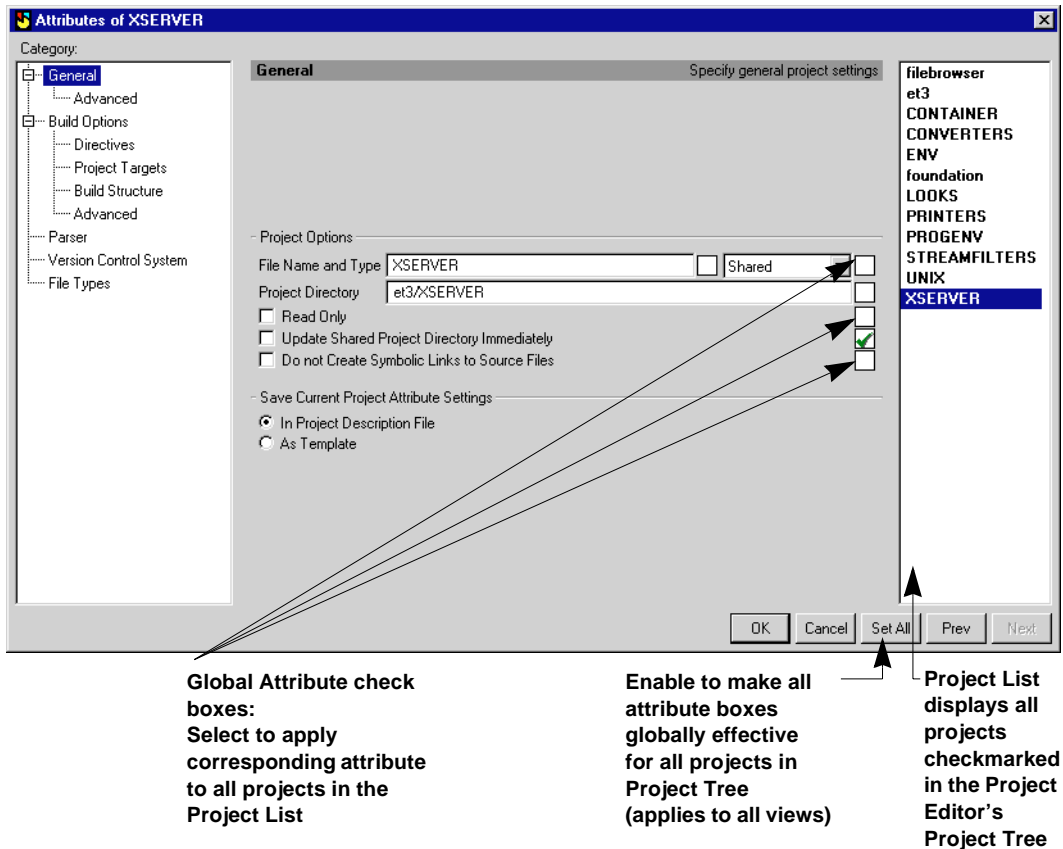 Attributes of XSERVER
Category:
General
Advanced
Build Options
Directives
Project Targets
Build Structure
Advanced
Parser
Version Control System
File Types
General
Specify general project settings
Project Options
File Name and Type XSERVER Shared
Project Directory et3/XSERVER
Read Only
Update Shared Project Directory Immediately
Do not Create Symbolic Links to Source Files
Save Current Project Attribute Settings
In Project Description File
As Template
filebrowser
et3
CONTAINER
CONVERTERS
ENV
foundation
LOOKS
PRINTERS
PROGENV
STREAMFILTERS
UNIX
XSERVER
OK Cancel Set All Prev Next
Global Attribute check
boxes:
Select to apply
corresponding attribute
to all projects in the
Project List
Enable to make all
attribute boxes
globally effective
for all projects in
Project Tree
(applies to all views)
Project List
displays all
projects
checkmarked
in the Project
Editor's
Project Tree